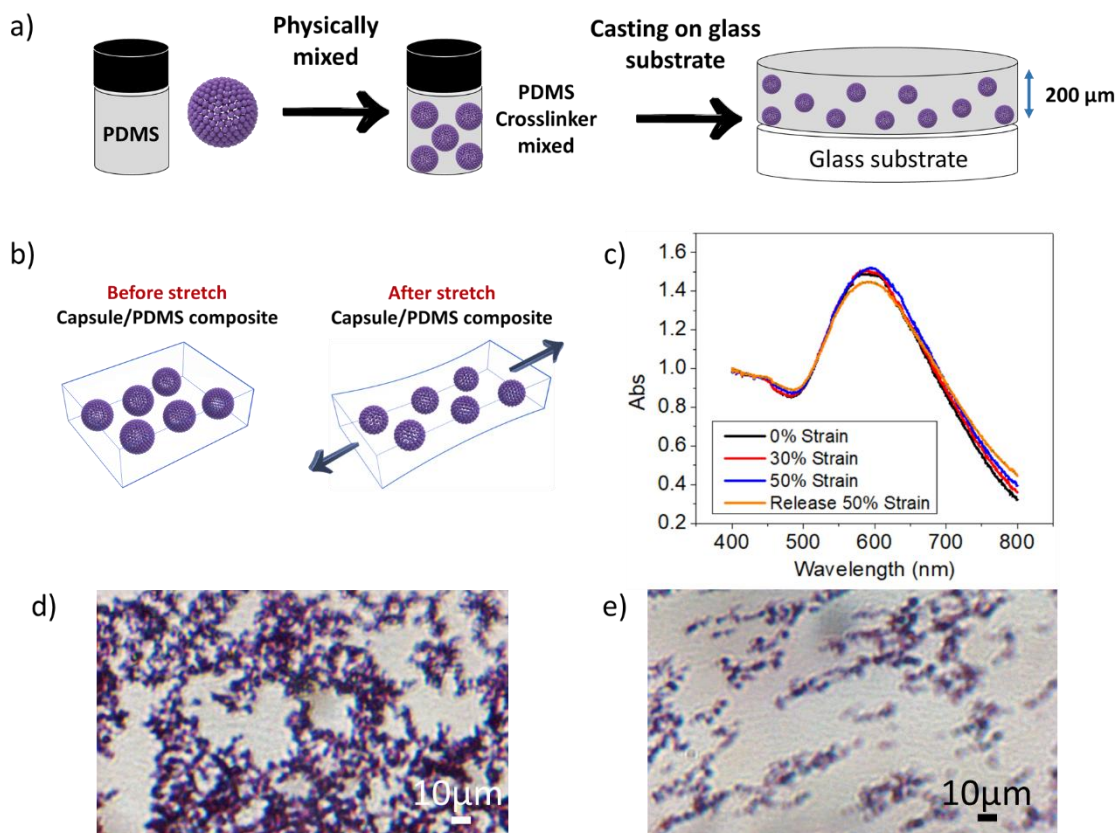 a)
Physically
mixed
Casting on glass
substrate
PDMS
PDMS
Crosslinker
mixed
200 μm
Glass substrate
b)
Before stretch
Capsule/PDMS composite
After stretch
Capsule/PDMS composite
c)
1.6
1.4
1.2
1.0
0.8
0.6
0.4
0.2
Abs
0% Strain
30% Strain
50% Strain
Release 50% Strain
400
500
600
700
800
Wavelength (nm)
d)
10μm
e)
10μm